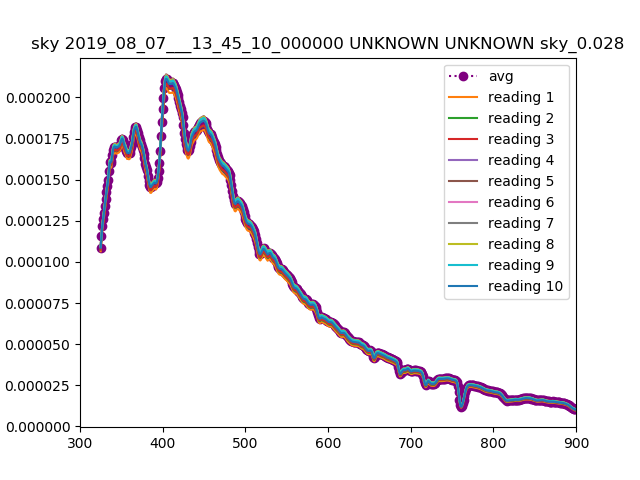 sky 2019_08_07___13_45_10_000000 UNKNOWN UNKNOWN sky_0.028
0.000200
0.000175
0.000150
0.000125
0.000100
0.000075
0.000050
0.000025
0.000000
300 400 500 600 700 800 900
avg
reading 1
reading 2
reading 3
reading 4
reading 5
reading 6
reading 7
reading 8
reading 9
reading 10